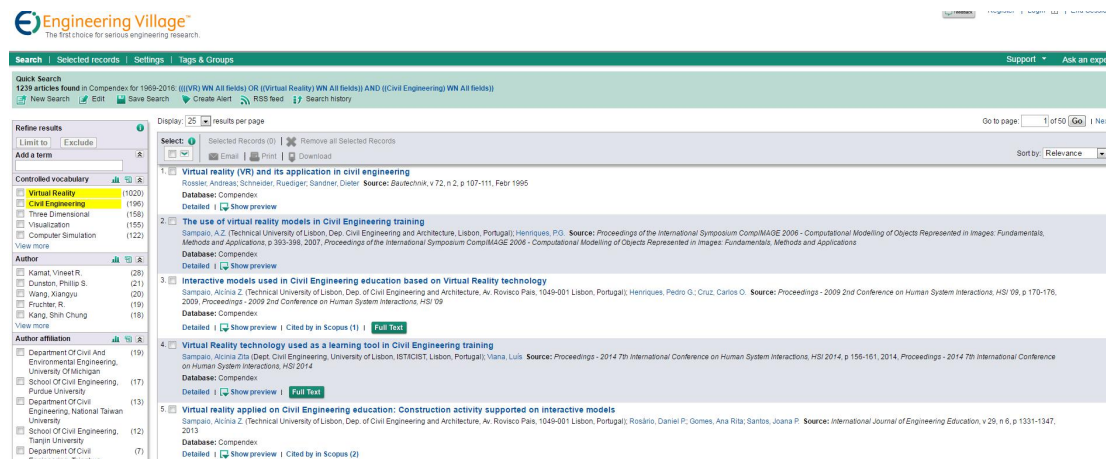 Engineering Village™
The first choice for serious engineering research.
Search | Selected records | Settings | Tags & Groups
Support
Quick Search
1239 articles found in Compendex for 1969-2016: ((((VR) WN All fields) OR ((Virtual Reality) WN All fields)) AND ((Civil Engineering) WN All fields))
New Search Edit Save Search Create Alert RSS feed Search history
Display: 25 results per page
Go to page: 1 of 50 Go
Refine results
Limit to Exclude
Add a term
Controlled vocabulary
Virtual Reality (1020)
Civil Engineering (196)
Three Dimensional (158)
Visualization (155)
Computer Simulation (122)
View more
Author
Kamat, Vineet R. (28)
Dunston, Phillip S. (21)
Wang, Xiangyu (20)
Fruchter, R. (19)
Kang, Shih Chung (18)
View more
Author affiliation
Department Of Civil And (19)
Environmental Engineering,
University Of Michigan
School Of Civil Engineering, (17)
Purdue University
Department Of Civil (13)
Engineering, National Taiwan
University
School Of Civil Engineering, (12)
Tianjin University
Department Of Civil (7)
Select: Selected Records (0) | Remove all Selected Records
Email | Print | Download
Sort by: Relevance
1. Virtual reality (VR) and its application in civil engineering
Rossler, Andreas; Schneider, Ruediger; Sandner, Dieter Source: Bautechnik, v 72, n 2, p 107-111, Febr 1995
Database: Compendex
Detailed | Show preview
2. The use of virtual reality models in Civil Engineering training
Sampaio, A.Z. (Technical University of Lisbon, Dep. Civil Engineering and Architecture, Lisbon, Portugal); Henriques, P.G. Source: Proceedings of the International Symposium CompIMAGE 2006 - Computational Modelling of Objects Represented in Images: Fundamentals,
Methods and Applications, p 393-398, 2007, Proceedings of the International Symposium CompIMAGE 2006 - Computational Modelling of Objects Represented in Images: Fundamentals, Methods and Applications
Database: Compendex
Detailed | Show preview
3. Interactive models used in Civil Engineering education based on Virtual Reality technology
Sampaio, Alcínia Z. (Technical University of Lisbon, Dep. of Civil Engineering and Architecture, Av. Rovisco Pais, 1049-001 Lisbon, Portugal); Henriques, Pedro G.; Cruz, Carlos O. Source: Proceedings - 2009 2nd Conference on Human System Interactions, HSI '09, p 170-176,
2009, Proceedings - 2009 2nd Conference on Human System Interactions, HSI '09
Database: Compendex
Detailed | Show preview | Cited by in Scopus (1) | Full Text
4. Virtual Reality technology used as a learning tool in Civil Engineering training
Sampaio, Alcinia Zita (Dept. Civil Engineering, University of Lisbon, IST/ICIST, Lisbon, Portugal); Viana, Luís Source: Proceedings - 2014 7th International Conference on Human System Interactions, HSI 2014, p 156-161, 2014, Proceedings - 2014 7th International Conference
on Human System Interactions, HSI 2014
Database: Compendex
Detailed | Show preview | Full Text
5. Virtual reality applied on Civil Engineering education: Construction activity supported on interactive models
Sampaio, Alcínia Z. (Technical University of Lisbon, Dep. of Civil Engineering and Architecture, Av. Rovisco Pais, 1049-001 Lisbon, Portugal); Rosário, Daniel P.; Gomes, Ana Rita; Santos, Joana P. Source: International Journal of Engineering Education, v 29, n 6, p 1331-1347,
2013
Database: Compendex
Detailed | Show preview | Cited by in Scopus (2)